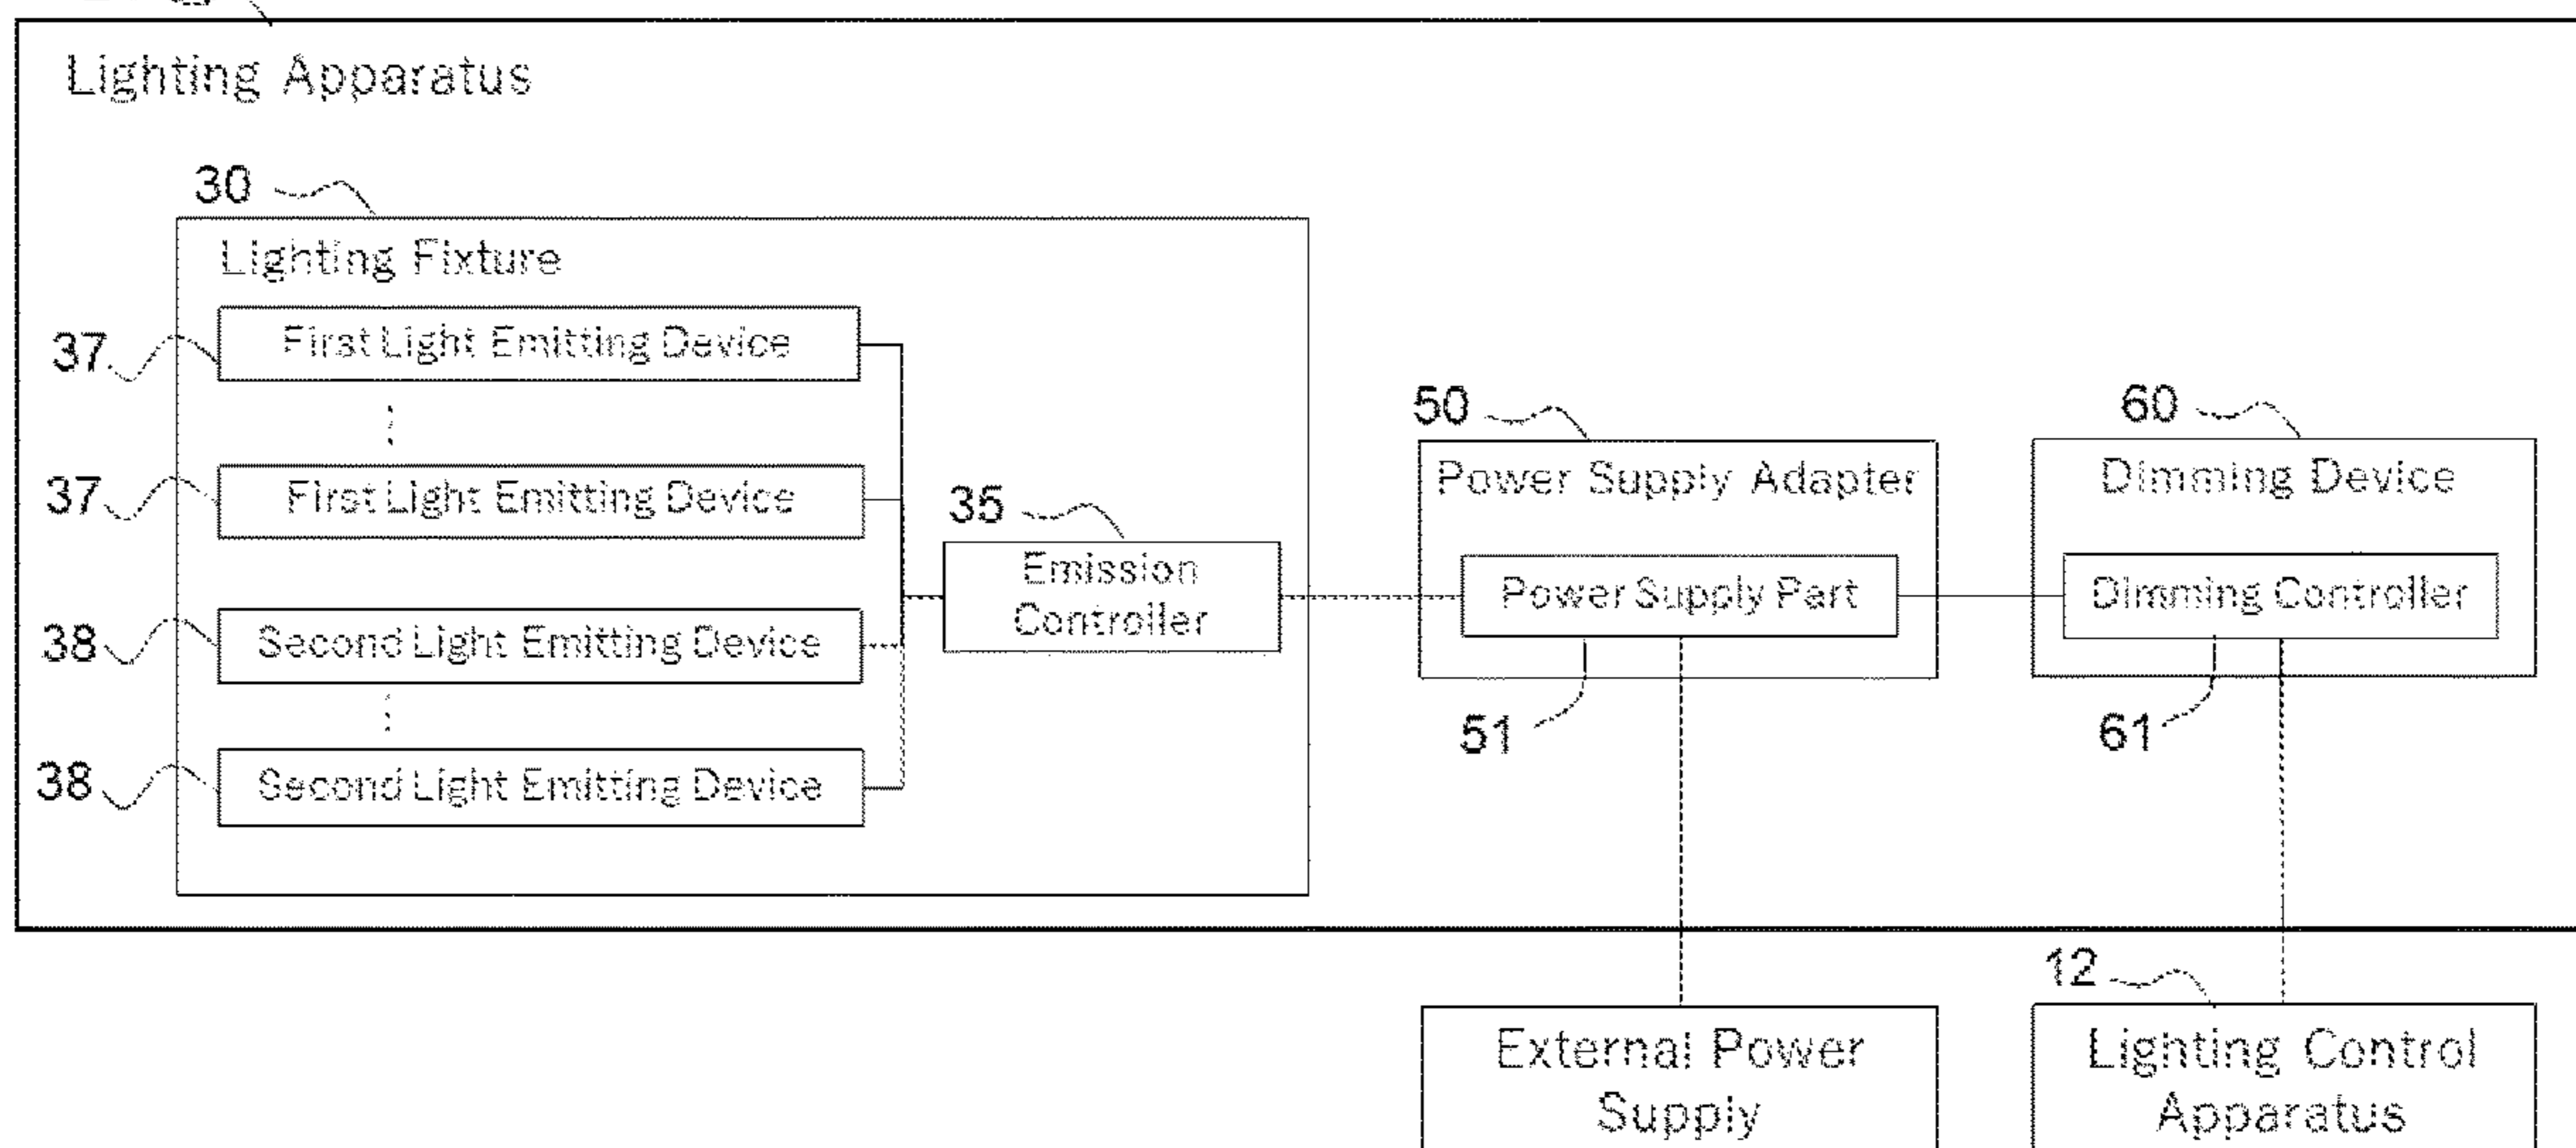 Lighting Apparatus
30
Lighting Fixture
37
First Light Emitting Device
37
First Light Emitting Device
38
Second Light Emitting Device
38
Second Light Emitting Device
35
Emission
Controller
50
Power Supply Adapter
Power Supply Part
51
60
Dimming Device
Dimming Controller
61
External Power
Supply
12
Lighting Control
Apparatus